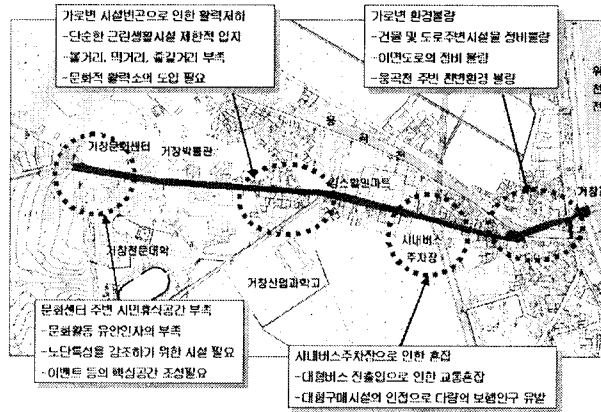 가로변 시설빈곤으로 인한 활력저하
-단순한 근린생활시설 제한적 입지
-볼거리, 먹거리, 즐길거리 부족
-문화적 활력소의 도입 필요
가로변 환경불량
-건물 및 도로주변시설물 정비불량
-이면도로의 정비 불량
-웅곡천 주변 천변환경 불량
위
천
거창문화센터
거창박물관
킹스할인마트
거창
시내버스
주차장
거창전문대학
거창산업과학고
문화센터 주변 시민휴식공간 부족
-문화활동 유인인자의 부족
-노단특성을 강조하기 위한 시설 필요
-이벤트 등의 핵심공간 조성필요
시내버스주차장으로 인한 혼잡
-대형버스 진출입으로 인한 교통혼잡
-대형구매시설의 인접으로 다량의 보행인구 유발